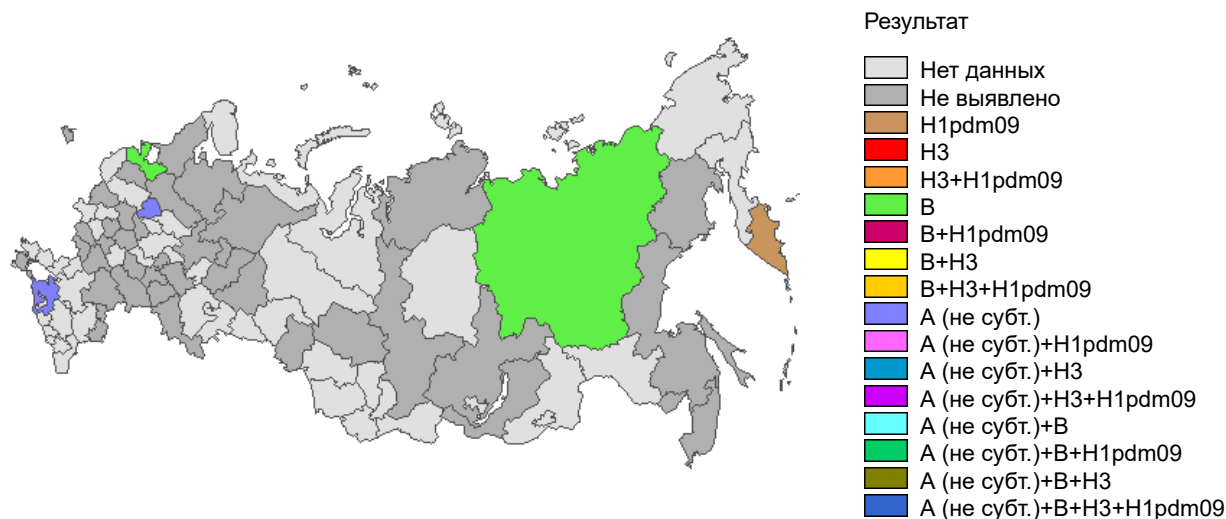 Результат
Нет данных
Не выявлено
H1pdm09
H3
H3+H1pdm09
B
B+H1pdm09
B+H3
B+H3+H1pdm09
А (не субт.)
А (не субт.)+H1pdm09
А (не субт.)+H3
А (не субт.)+H3+H1pdm09
А (не субт.)+B
А (не субт.)+B+H1pdm09
А (не субт.)+B+H3
А (не субт.)+B+H3+H1pdm09